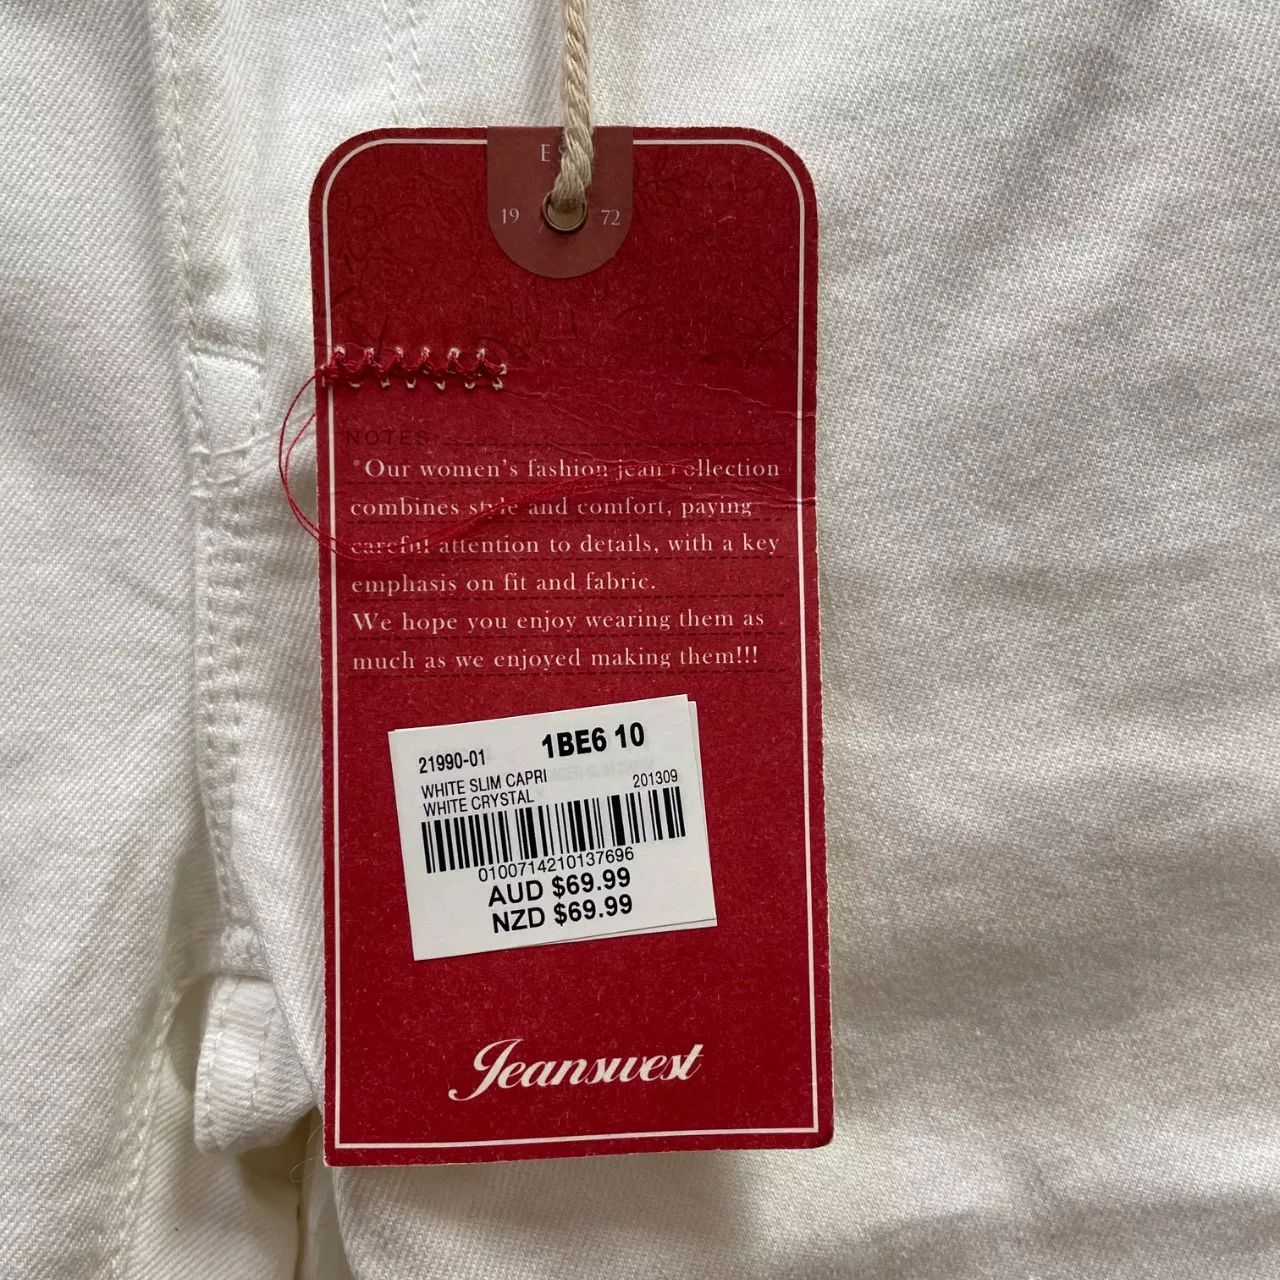 19 72
NOTES
*Our women's fashion jean collection
combines style and comfort, paying
careful attention to details, with a key
emphasis on fit and fabric.
We hope you enjoy wearing them as
much as we enjoyed making them!!!
21990-01 1BE6 10
WHITE SLIM CAPRI
WHITE CRYSTAL 201309
0100714210137696
AUD $69.99
NZD $69.99
Jeanswest